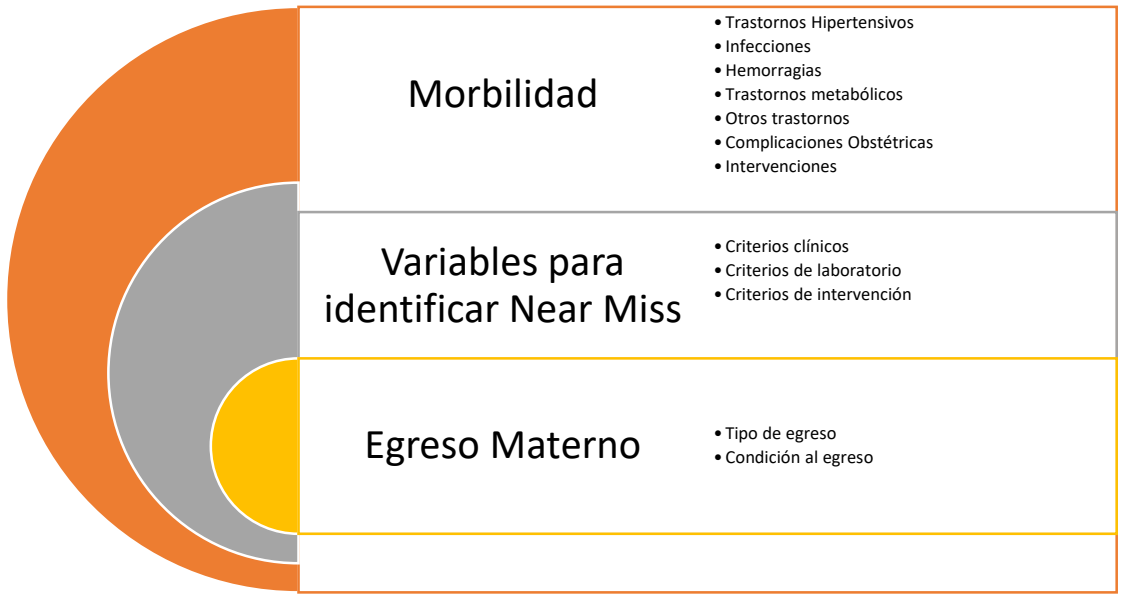 Morbilidad
• Trastornos Hipertensivos
• Infecciones
• Hemorragias
• Trastornos metabólicos
• Otros trastornos
• Complicaciones Obstétricas
• Intervenciones
Variables para
identificar Near Miss
• Criterios clínicos
• Criterios de laboratorio
• Criterios de intervención
Egreso Materno
• Tipo de egreso
• Condición al egreso